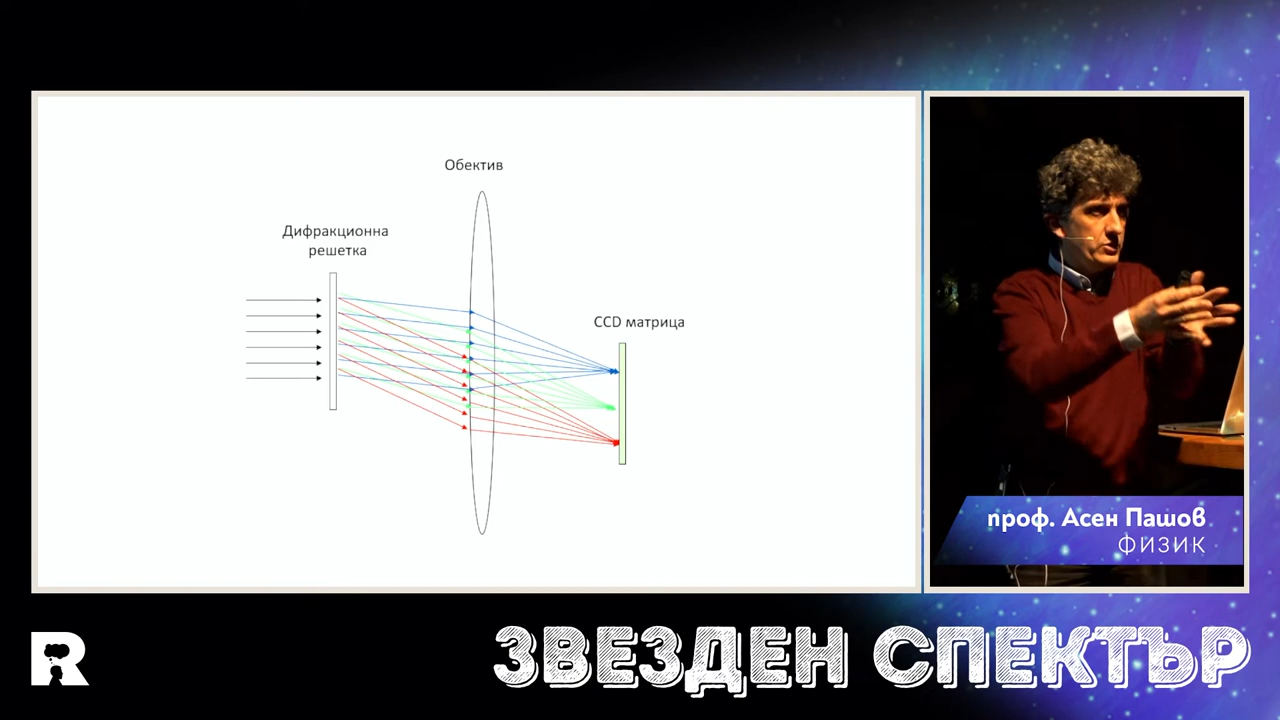 Обектив
Дифракционна
решетка
CCD матрица
проф. Асен Пашов
ФИЗИК
R
ЗВЕЗДЕН СПЕКТЪР